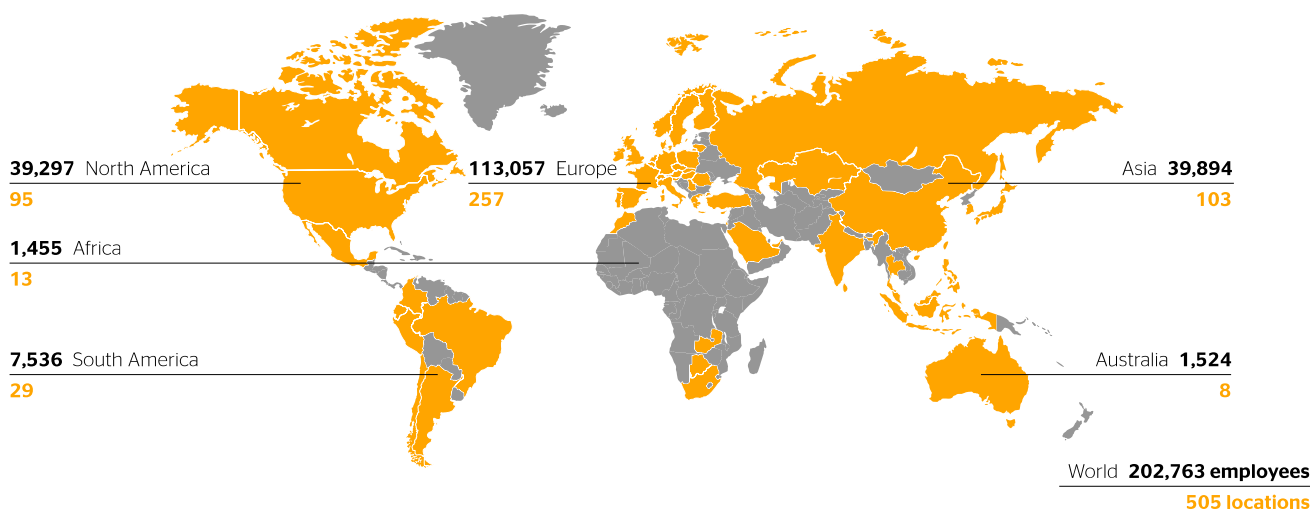 39,297 North America
95
113,057 Europe
257
Asia 39,894
103
1,455 Africa
13
7,536 South America
29
Australia 1,524
8
World 202,763 employees
505 locations